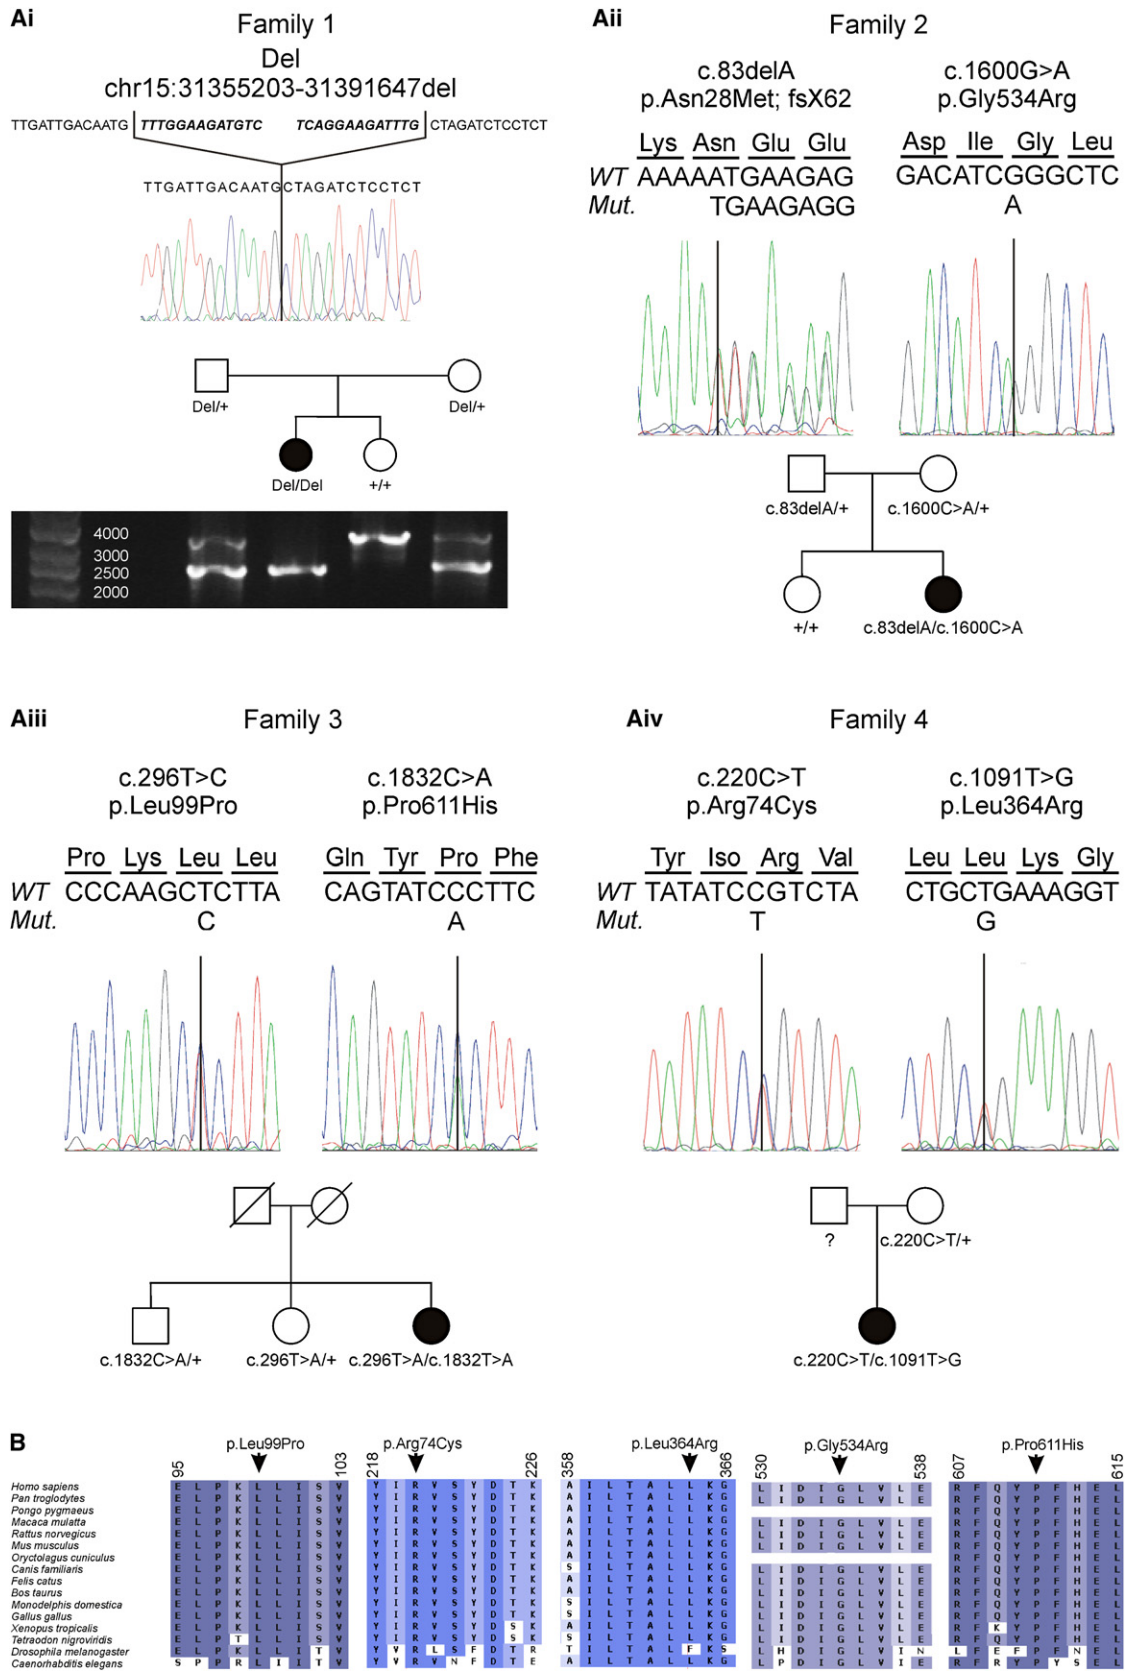 Ai
Family 1
Del
chr15:31355203-31391647del
TTGATTGACAATG TTTGGAAGATGTC TCAGGAAGATTTG CTAGATCTCCTCT
TTGATTGACAATGCTAGATCTCCTCT
Del/+
Del/+
Del/Del
+/+
4000
3000
2500
2000
Aii
Family 2
c.83delA
p.Asn28Met; fsX62
Lys Asn Glu Glu
WT AAAAATGAAGAG
Mut. TGAAGAGG
c.1600G>A
p.Gly534Arg
Asp Ile Gly Leu
GACATCGGGCTC
A
c.83delA/+
c.1600C>A/+
+/+
c.83delA/c.1600C>A
Aiii
Family 3
c.296T>C
p.Leu99Pro
Pro Lys Leu Leu
WT CCCAAGCTCTTA
Mut. C
c.1832C>A
p.Pro611His
Gln Tyr Pro Phe
CAGTATCCCTTC
A
c.1832C>A/+
c.296T>A/+
c.296T>A/c.1832T>A
Aiv
Family 4
c.220C>T
p.Arg74Cys
Tyr Iso Arg Val
WT TATATCCGTCTA
Mut. T
c.1091T>G
p.Leu364Arg
Leu Leu Lys Gly
CTGCTGAAAGGT
G
?
c.220C>T/+
c.220C>T/c.1091T>G
B
p.Leu99Pro
p.Arg74Cys
p.Leu364Arg
p.Gly534Arg
p.Pro611His
95 103 218 226 358 366 530 538 607 615
Homo sapiens E L P K L L I S V Y I R V S Y D T K A I L T A L L K G L I D I G L V L E R F Q Y P F H E L
Pan troglodytes E L P K L L I S V Y I R V S Y D T K A I L T A L L K G L I D I G L V L E R F Q Y P F H E L
Pongo pygmaeus E L P K L L I S V Y I R V S Y D T K A I L T A L L K G R F Q Y P F H E L
Macaca mulatta E L P K L L I S V Y I R V S Y D T K A I L T A L L K G L I D I G L V L E R F Q Y P F H E L
Rattus norvegicus E L P K L L I S V Y I R V S Y D T K A I L T A L L K G L I D I G L V L E R F Q Y P F H E L
Mus musculus E L P K L L I S V Y I R V S Y D T K A I L T A L L K G L I D I G L V L E R F Q Y P F H E L
Oryctolagus cuniculus E L P K L L I S V Y I R V S Y D T K A I L T A L L K G R F Q Y P F H E L
Canis familiaris E L P K L L I S V Y I R V S Y D T K S I L T A L L K G L I D I G L V L E R F Q Y P F H E L
Felis catus E L P K L L I S V Y I R V S Y D T K A I L T A L L K G L I D I G L V L E R F Q Y P F H E L
Bos taurus E L P K L L I S V Y I R V S Y D T K A I L T A L L K G L I D I G L V L E R F Q Y P F H E L
Monodelphis domestica E L P K L L I S V Y I R V S Y D T K S I L T A L L K G L I D I G L V L E R F Q Y P F H E L
Gallus gallus E L P K L L I S V Y I R V S Y D T K S I L T A L L K G L I D I G L V L E R F Q Y P F H E L
Xenopus tropicalis E L P K L L I S V Y I R V S Y D S K A I L T A L L K G L I D I G L V L E R F K Y P F H E L
Tetraodon nigroviridis E L P T L L I S V Y I R V S Y D S K S I L T A L L K G L I D I G L V L E R F Q Y P F H E L
Drosophila melanogaster E L P K L L I T V Y V R L S F D T R T I L T A L F K S L H D I G L V I N L F E F P F N E L
Caenorhabditis elegans S P P R L I I T V Y V R V N F D T E A I L T A L L K G L P D I G L V I E R F R Y P Y S E L